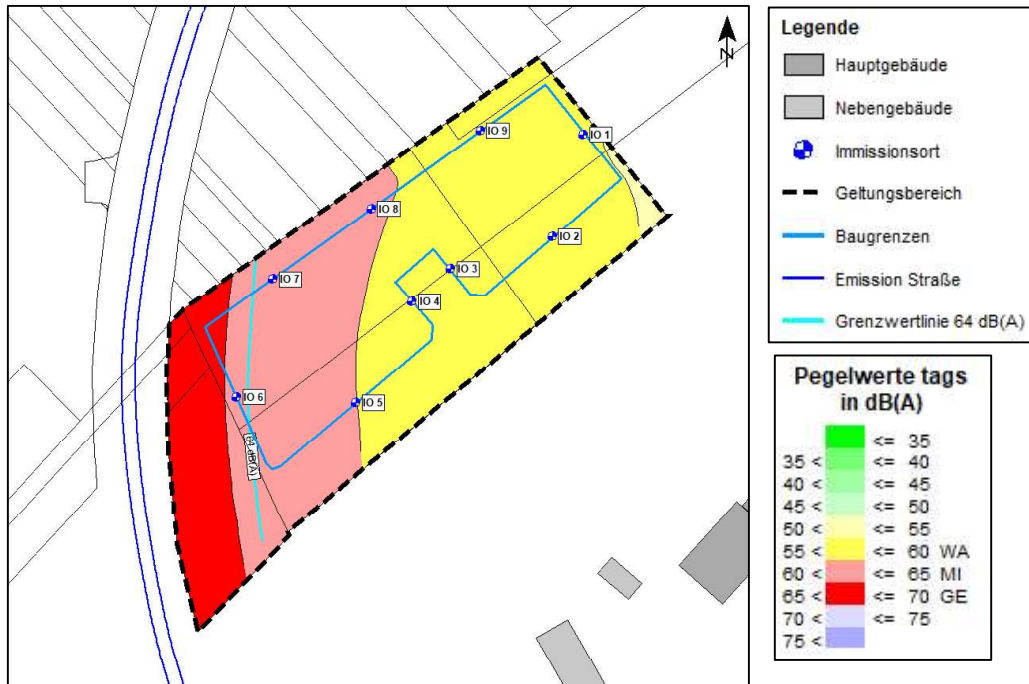 N
IO 9
IO 1
IO 8
IO 2
IO 3
IO 7
IO 4
IO 6
IO 5
64 dB(A)
Legende
Hauptgebäude
Nebengebäude
Immissionsort
Geltungsbereich
Baugrenzen
Emission Straße
Grenzwertlinie 64 dB(A)
Pegelwerte tags
in dB(A)
<= 35
35 < <= 40
40 < <= 45
45 < <= 50
50 < <= 55
55 < <= 60 WA
60 < <= 65 MI
65 < <= 70 GE
70 < <= 75
75 <